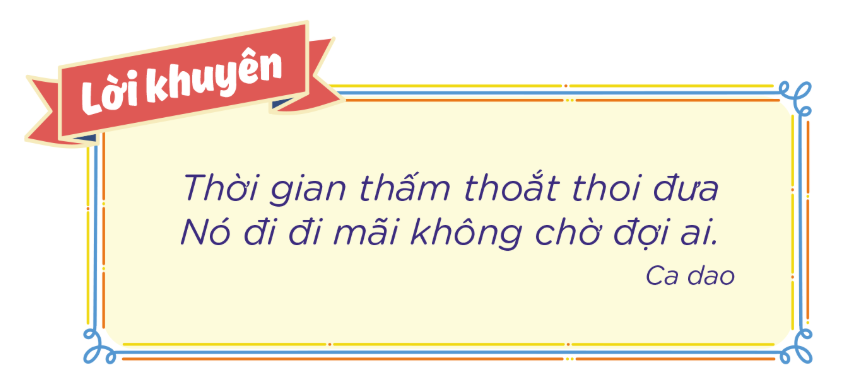 Lời khuyên
Thời gian thấm thoắt thoi đưa
Nó đi đi mãi không chờ đợi ai.
Ca dao